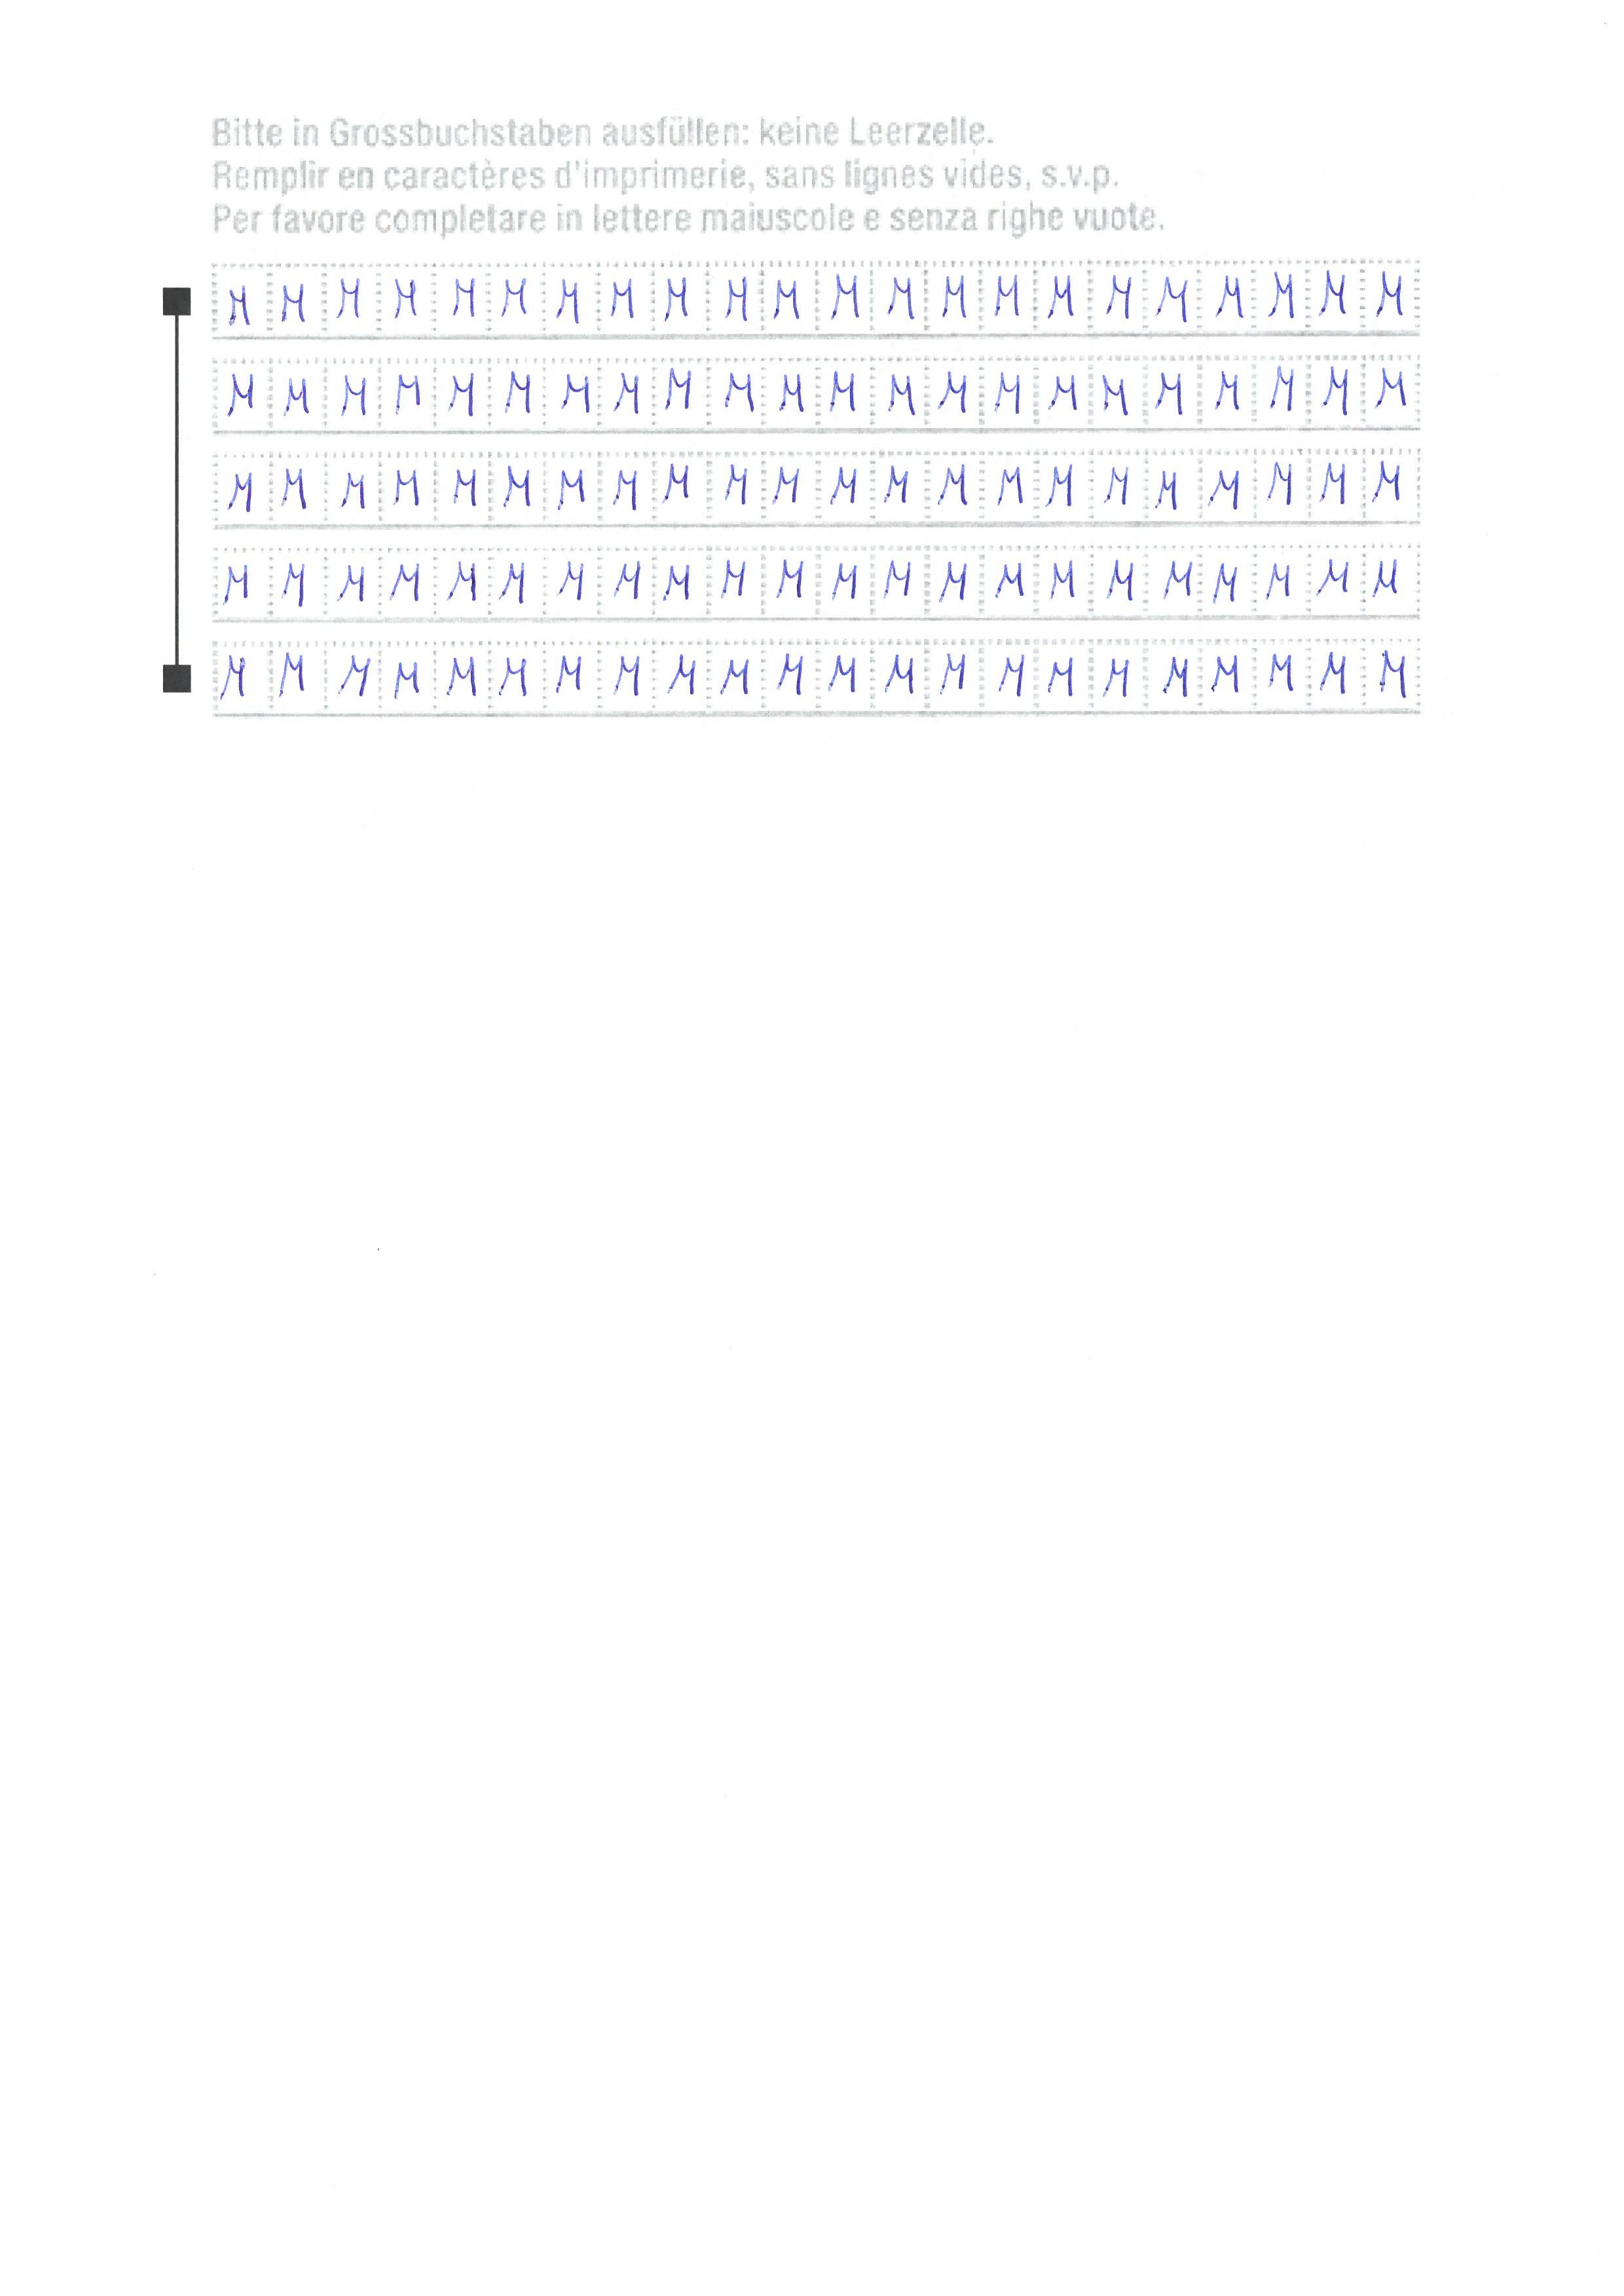 Bitte in Grossbuchstaben ausfüllen: keine Leerzelle.
Remplir en caractères d'imprimerie, sans lignes vides, s.v.p.
Per favore completare in lettere maiuscole e senza righe vuote.
M M M M M M M M M M M M M M M M M M M M M M
M M M M M M M M M M M M M M M M M M M M M M
M M M M M M M M M M M M M M M M M M M M M M
M M M M M M M M M M M M M M M M M M M M M M
M M M M M M M M M M M M M M M M M M M M M M